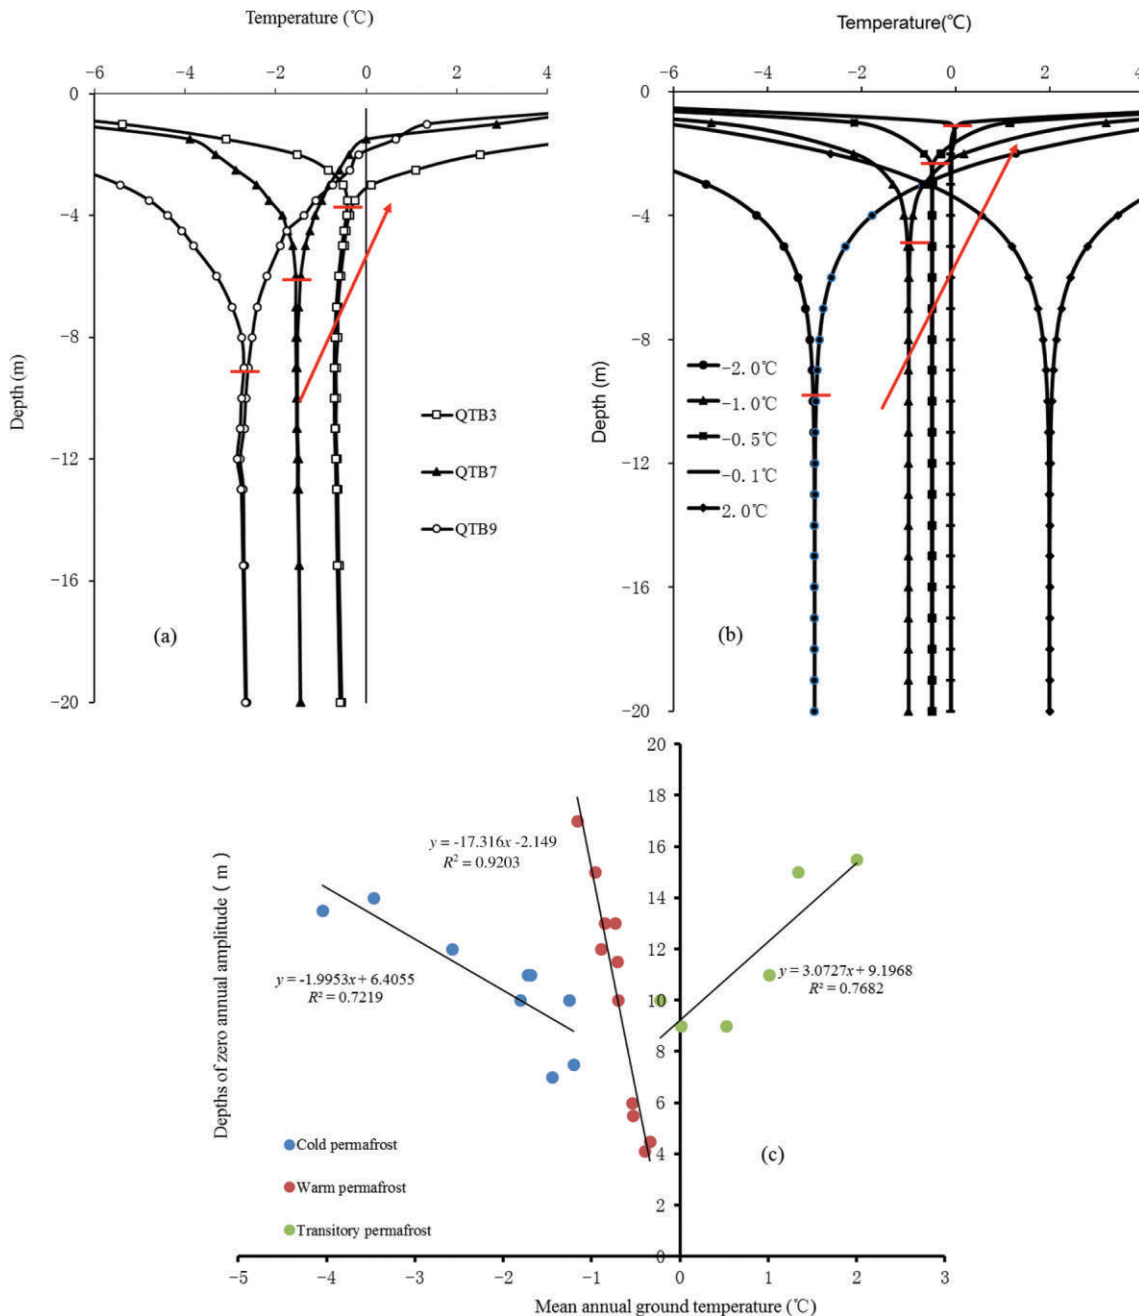 Temperature (℃)
-6 -4 -2 0 2 4
0
-4
-8
-12
-16
-20
Depth (m)
QTB3
QTB7
QTB9
(a)
Temperature(℃)
-6 -4 -2 0 2 4
0
-4
-8
-12
-16
-20
Depth (m)
-2.0℃
-1.0℃
-0.5℃
-0.1℃
2.0℃
(b)
20
18
16
14
12
10
8
6
4
2
0
Depths of zero annual amplitude ( m )
y = -17.316x -2.149
R² = 0.9203
y = -1.9953x + 6.4055
R² = 0.7219
y = 3.0727x + 9.1968
R² = 0.7682
Cold permafrost
Warm permafrost
Transitory permafrost
(c)
-5 -4 -3 -2 -1 0 1 2 3
Mean annual ground temperature (℃)